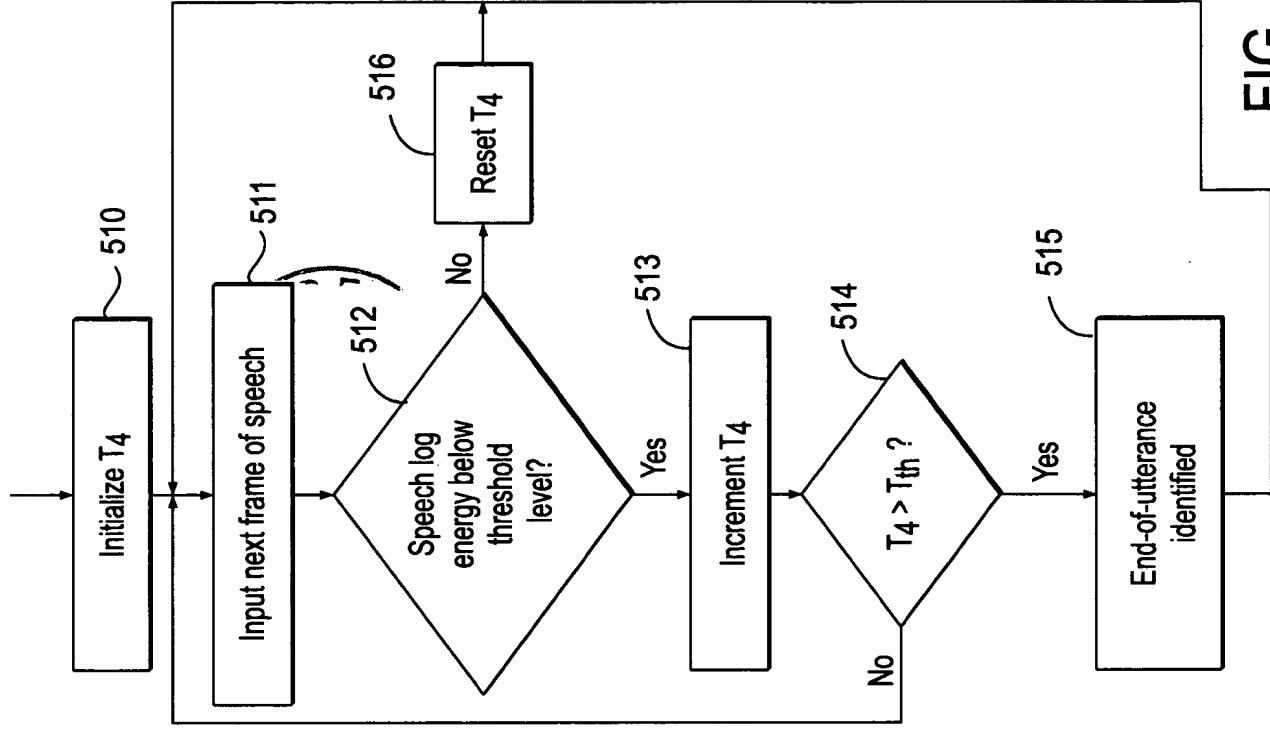 Initialize T4
510
Input next frame of speech
511
Speech log
energy below
threshold
level?
512
No
Reset T4
516
Yes
Increment T4
513
T4 > Tth ?
514
No
Yes
End-of-utterance
identified
515
FIG